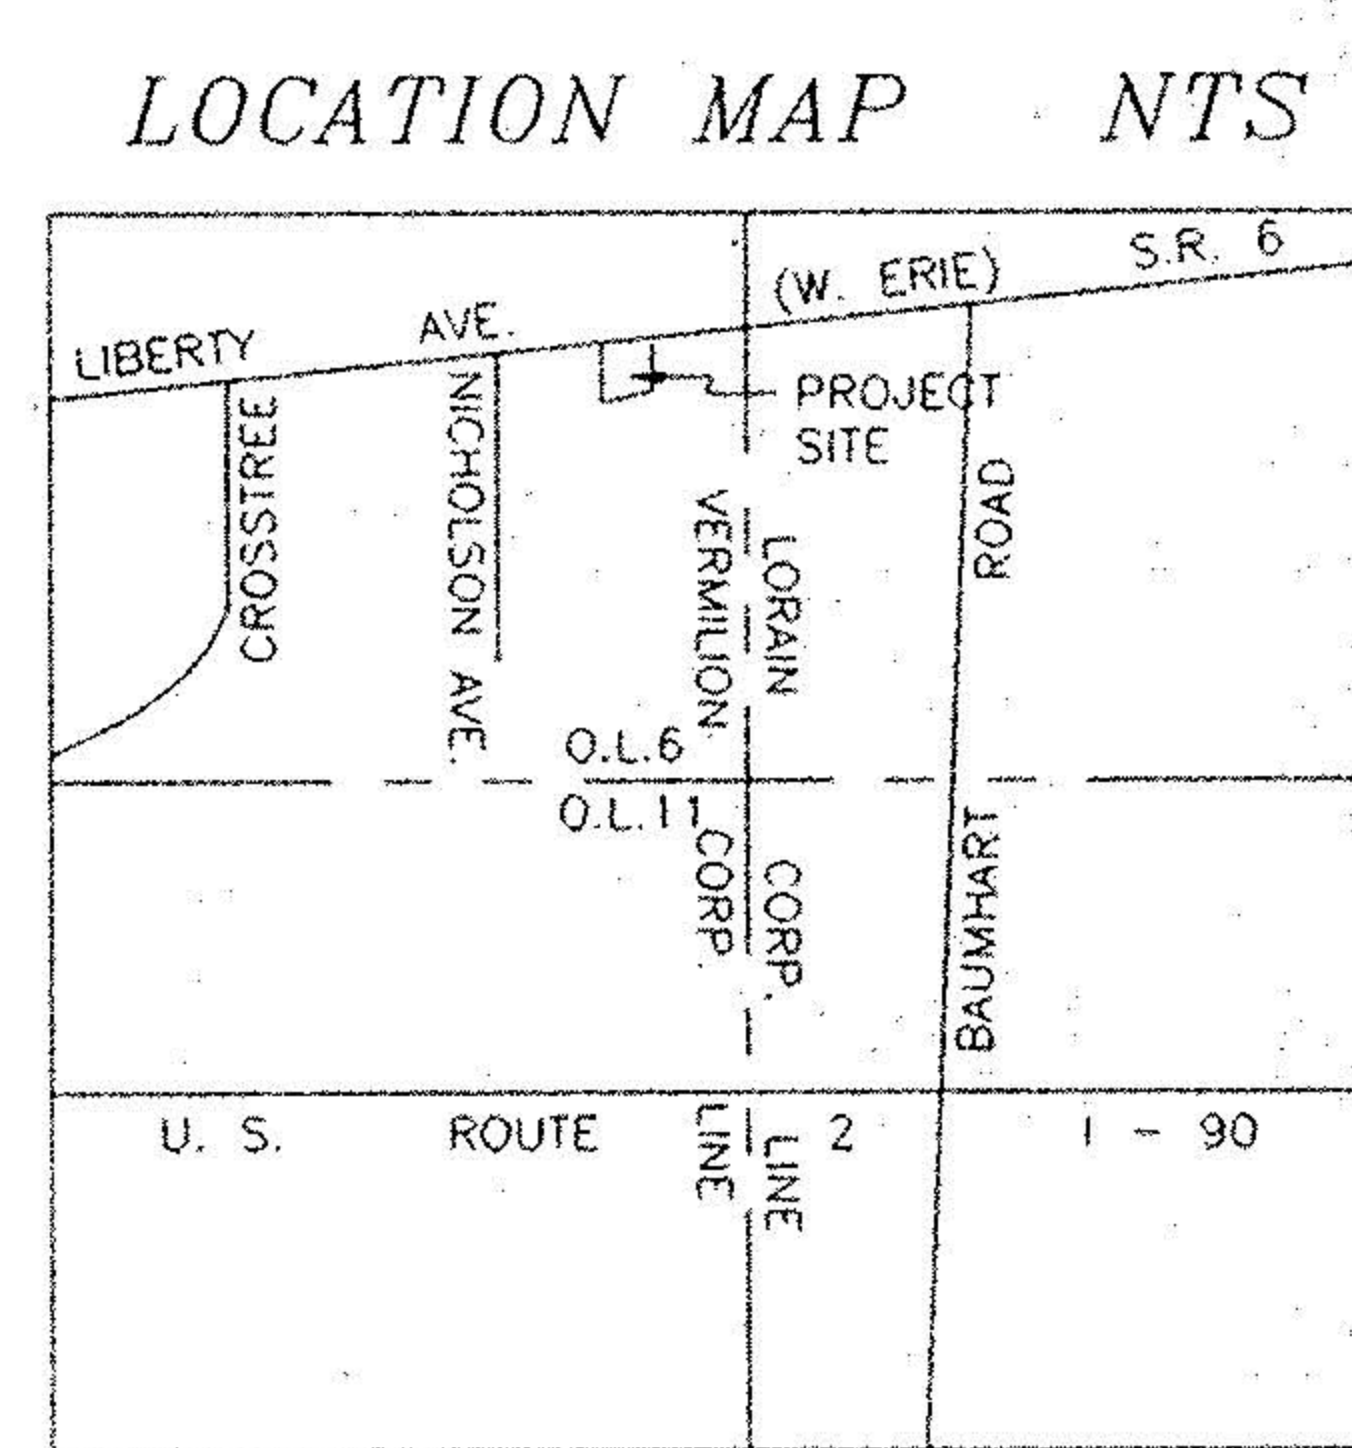 LOCATION MAP NTS
LIBERTY AVE. (W. ERIE) S.R. 6
PROJECT
SITE
CROSSTREE
NICHOLSON AVE.
VERMILION CORP. LINE
LORAIN CORP. LINE
BAUMHART ROAD
O.L.6
O.L.11
U. S. ROUTE 2 I - 90